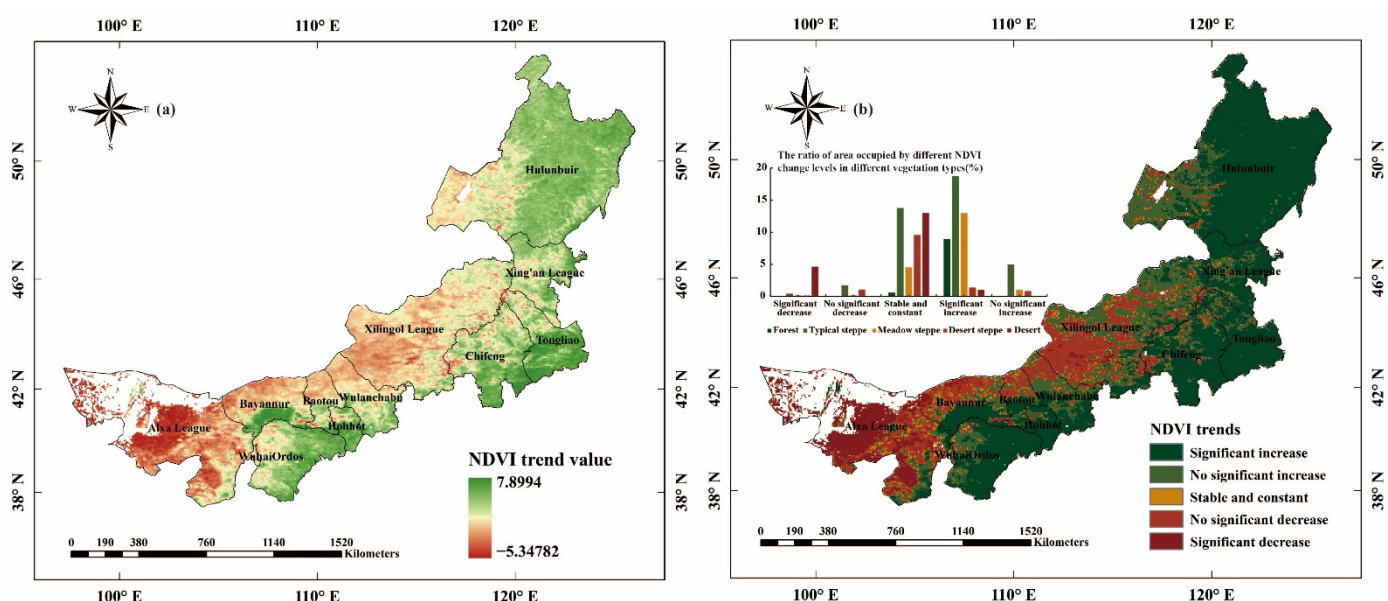 100° E 110° E 120° E
N
W E
S
(a)
50° N
46° N
42° N
38° N
Hulunbuir
Xing'an League
Xilingol League
Tongliao
Chifeng
Wulanchabu
Baotou
Bayannur
Hohhot
Alxa League
WuhaiOrdos
NDVI trend value
7.8994
−5.34782
0 190 380 760 1140 1520
Kilometers
100° E 110° E 120° E
100° E 110° E 120° E
N
W E
S
(b)
50° N
46° N
42° N
38° N
The ratio of area occupied by different NDVI
change levels in different vegetation types(%)
20
15
10
5
0
Significant decrease
No significant decrease
Stable and constant
Significant increase
No significant increase
Forest Typical steppe Meadow steppe Desert steppe Desert
Hulunbuir
Xing'an League
Xilingol League
Tongliao
Chifeng
Wulanchabu
Baotou
Bayannur
Hohhot
Alxa League
WuhaiOrdos
NDVI trends
Significant increase
No significant increase
Stable and constant
No significant decrease
Significant decrease
0 190 380 760 1140 1520
Kilometers
100° E 110° E 120° E
50° N
46° N
42° N
38° N